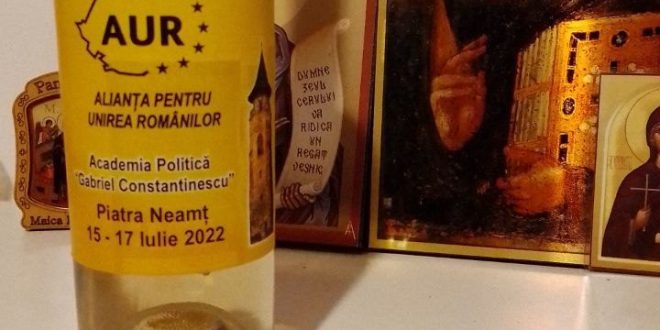 AUR
ALIANȚA PENTRU
UNIREA ROMÂNILOR
Academia Politică
"Gabriel Constantinescu"
Piatra Neamț
15 - 17 Iulie 2022
DUMNE
ZEUL
CERULUI
VA
RIDICA
UN
REGAT
VEȘNIC
Maica